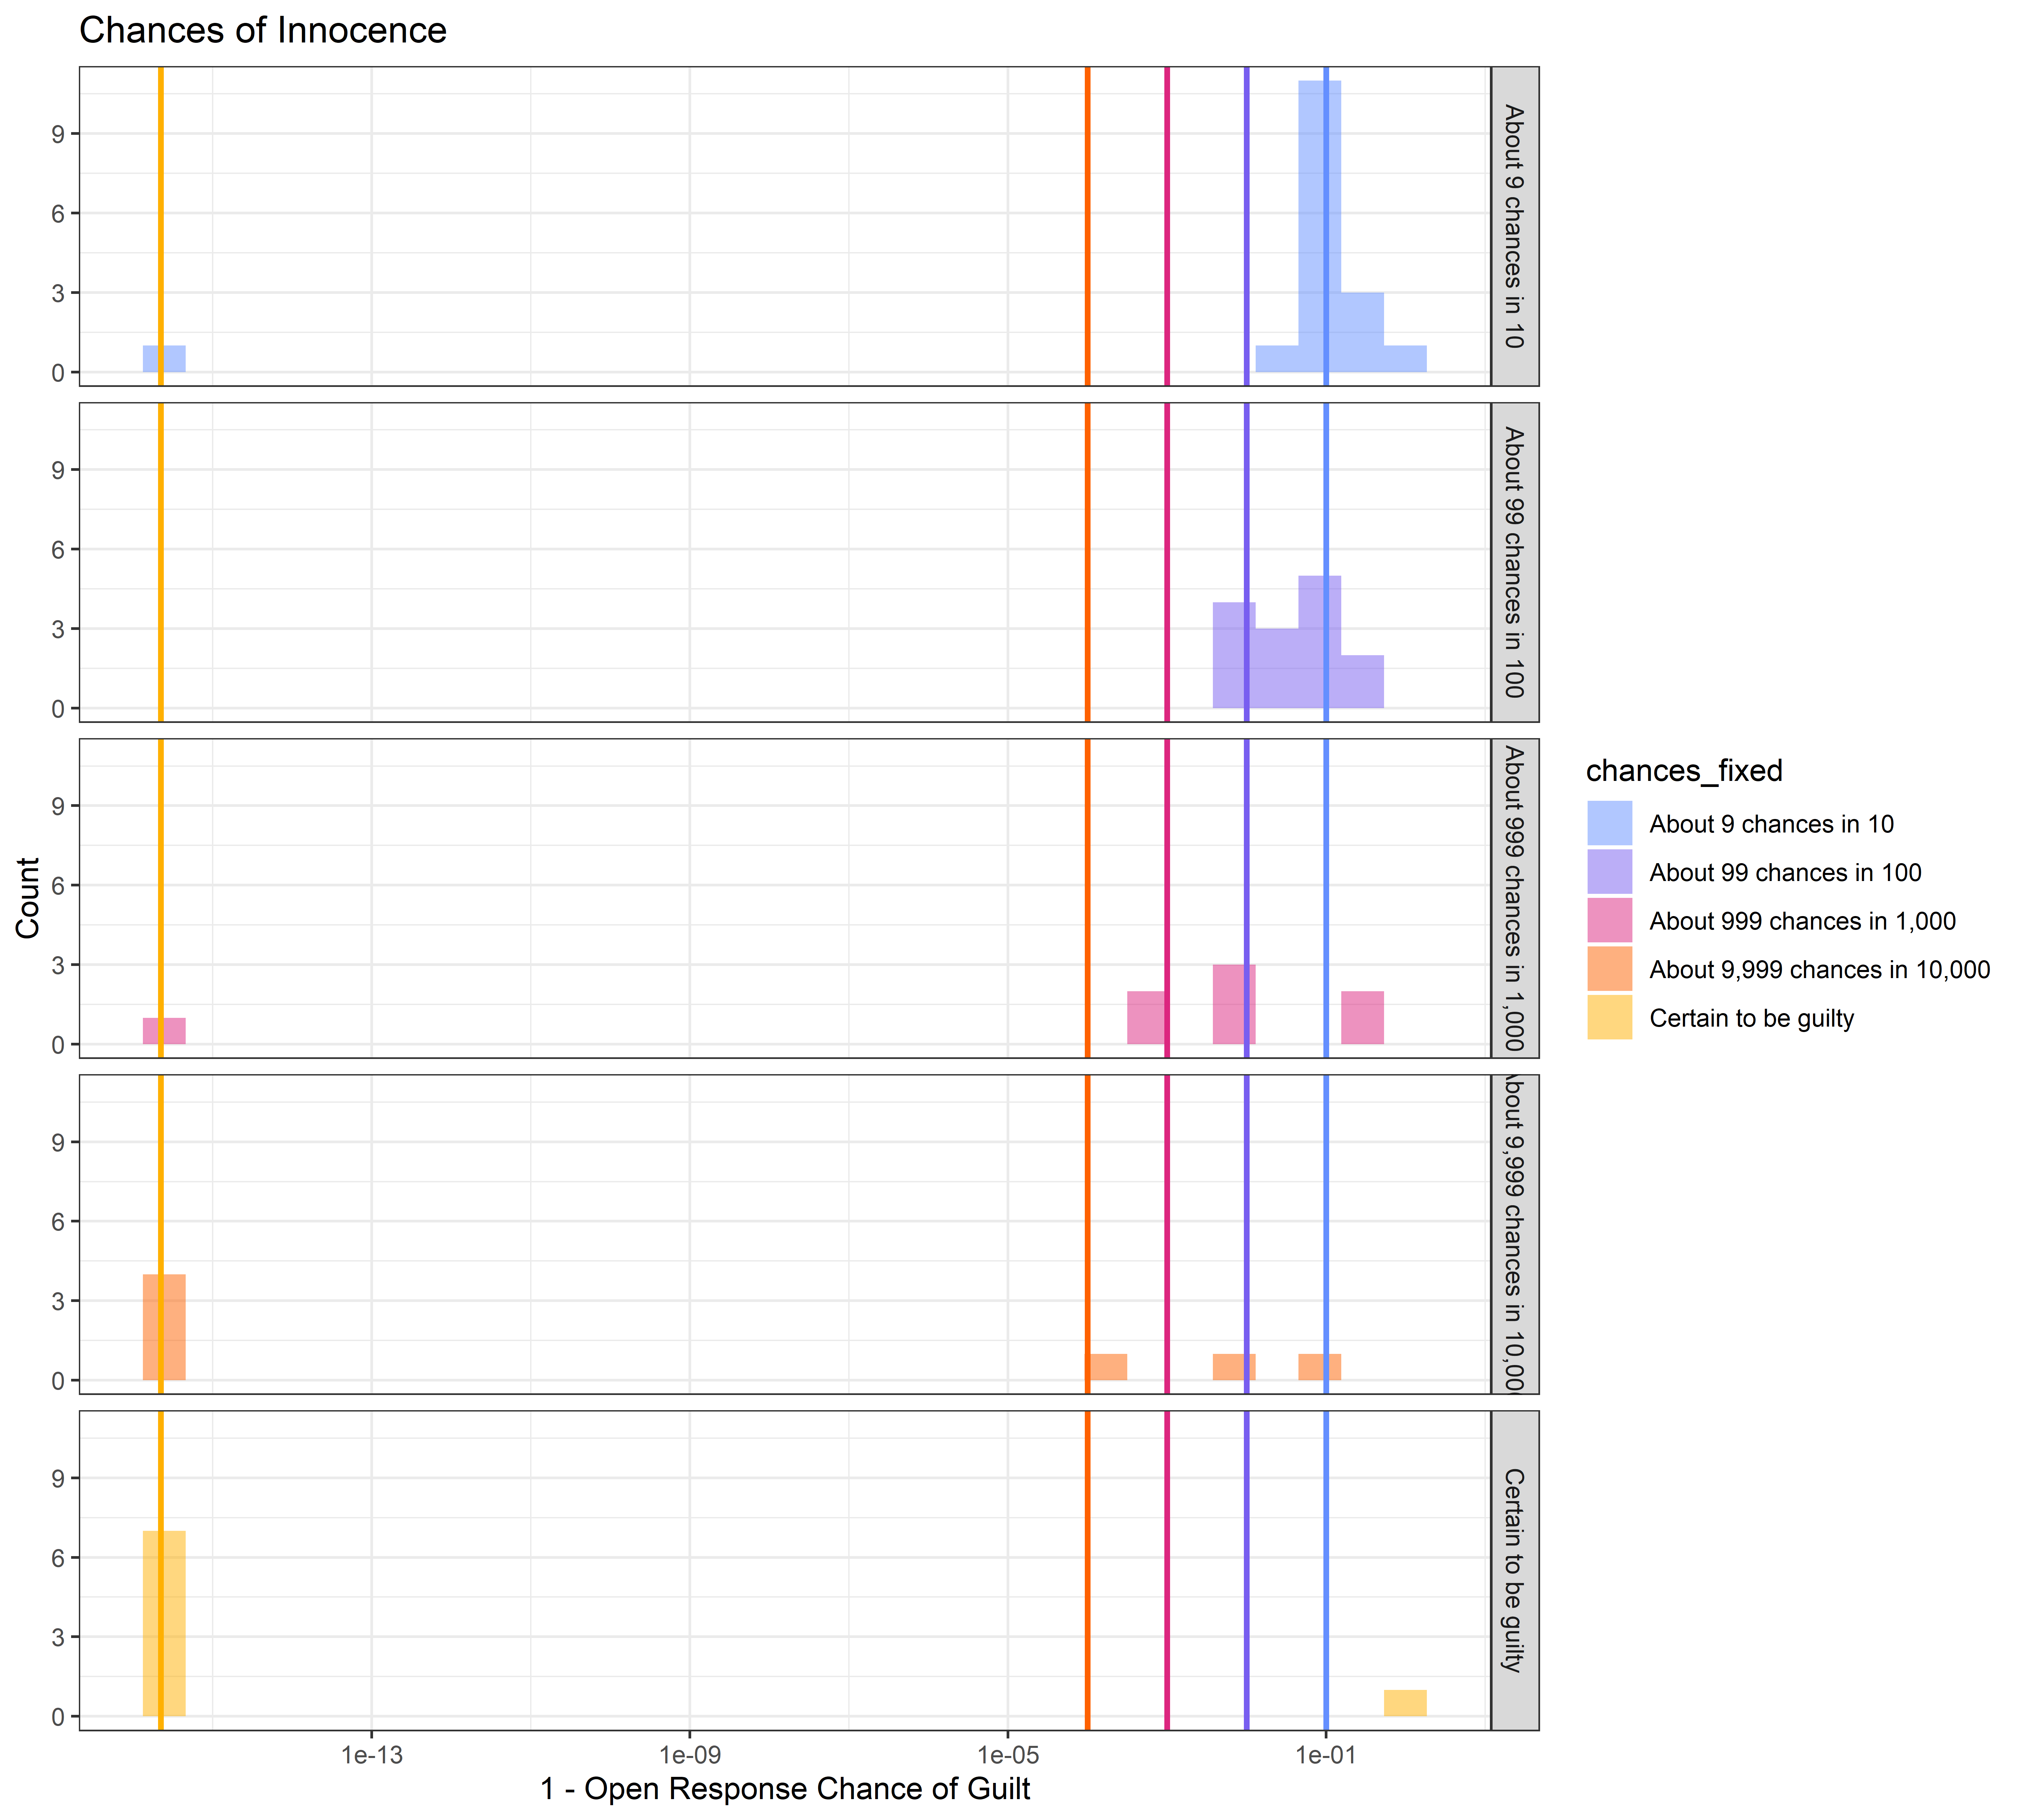 Chances of Innocence
9
6
3
0
About 9 chances in 10
9
6
3
0
About 99 chances in 100
9
6
3
0
About 999 chances in 1,000
9
6
3
0
About 9,999 chances in 10,000
9
6
3
0
Certain to be guilty
Count
1e-13 1e-09 1e-05 1e-01
1 - Open Response Chance of Guilt
chances_fixed
About 9 chances in 10
About 99 chances in 100
About 999 chances in 1,000
About 9,999 chances in 10,000
Certain to be guilty